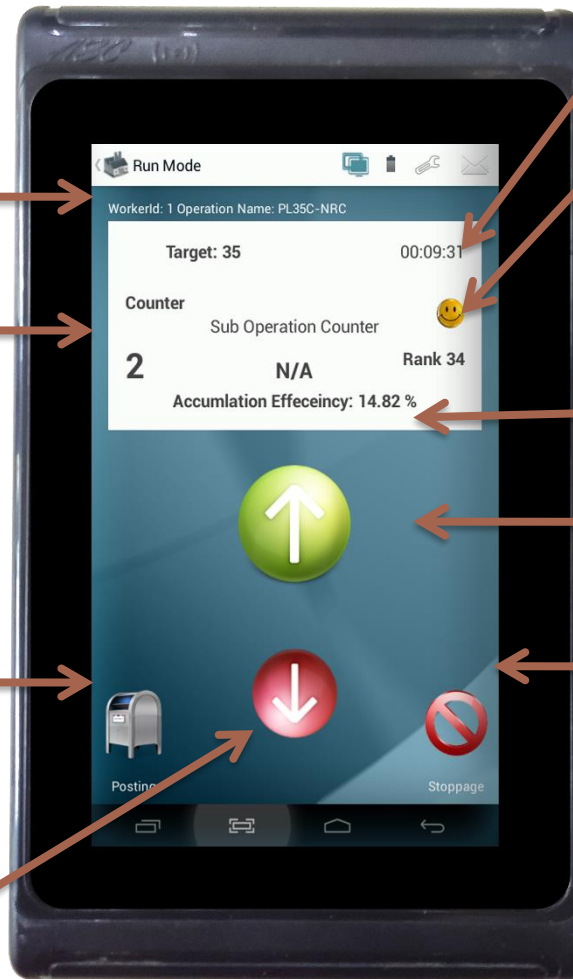 Run Mode
WorkerId: 1 Operation Name: PL35C-NRC
Target: 35
00:09:31
Counter
Sub Operation Counter
2
N/A
Rank 34
Accumlation Effeceincy: 14.82 %
Posting
Stoppage